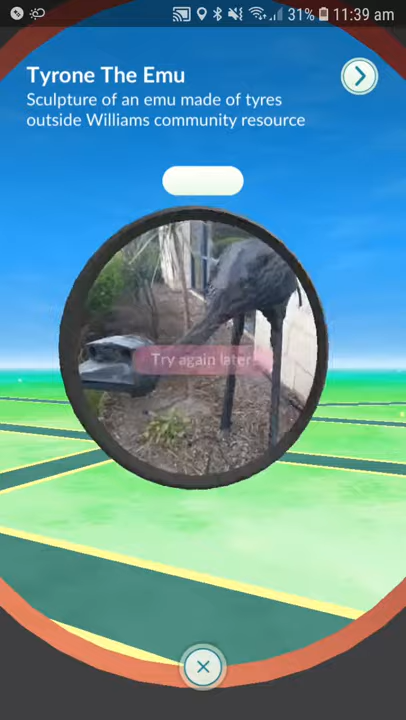 31% 11:39 am
Tyrone The Emu
Sculpture of an emu made of tyres
outside Williams community resource
Try again later!